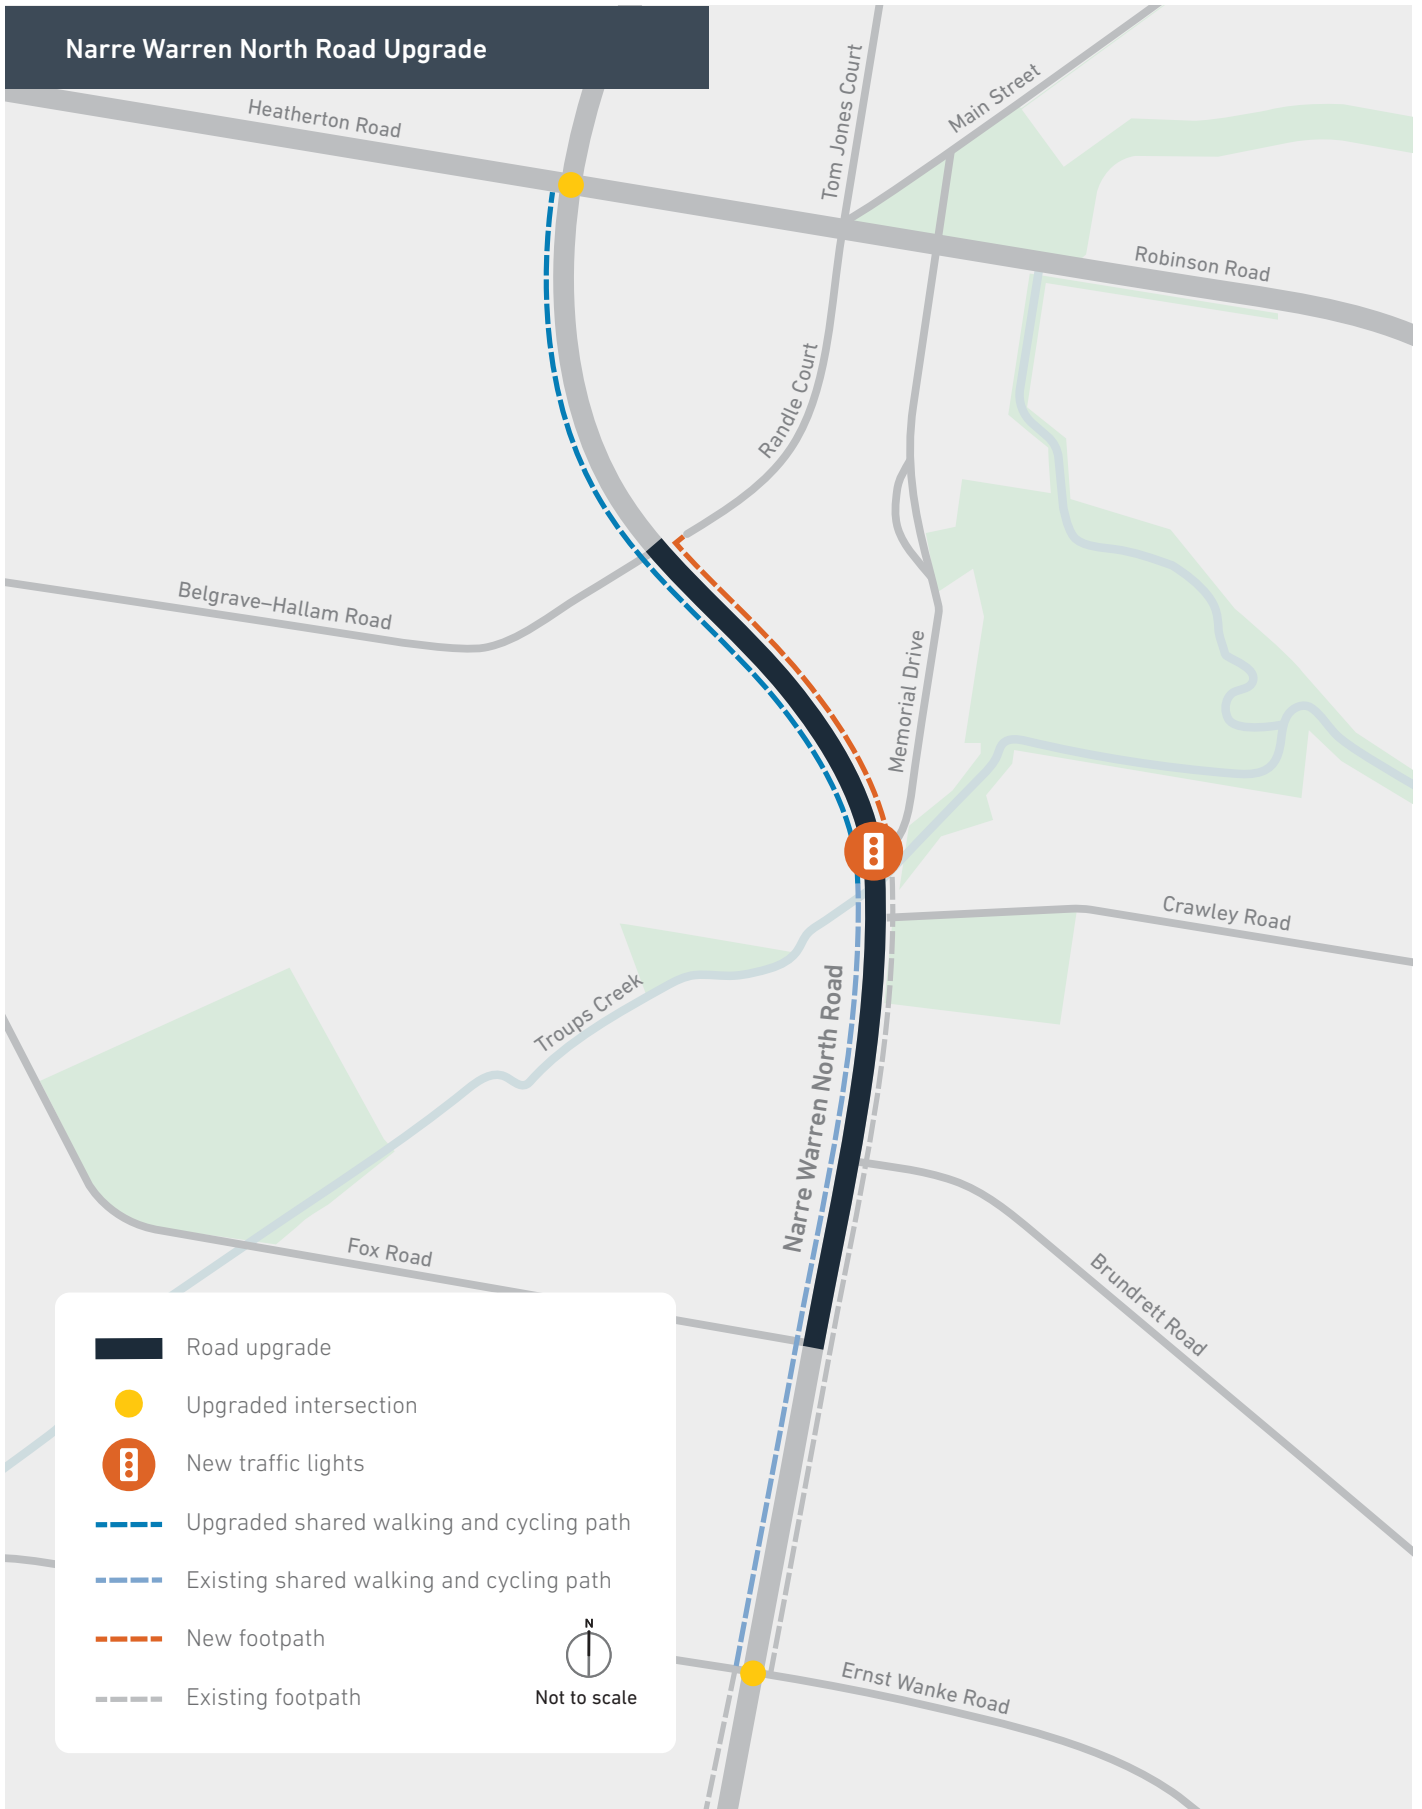 Narre Warren North Road Upgrade
Heatherton Road
Tom Jones Court
Main Street
Robinson Road
Randle Court
Belgrave–Hallam Road
Memorial Drive
Crawley Road
Troups Creek
Narre Warren North Road
Fox Road
Brundrett Road
Road upgrade
Upgraded intersection
New traffic lights
Upgraded shared walking and cycling path
Existing shared walking and cycling path
New footpath
Existing footpath
N
Not to scale
Ernst Wanke Road